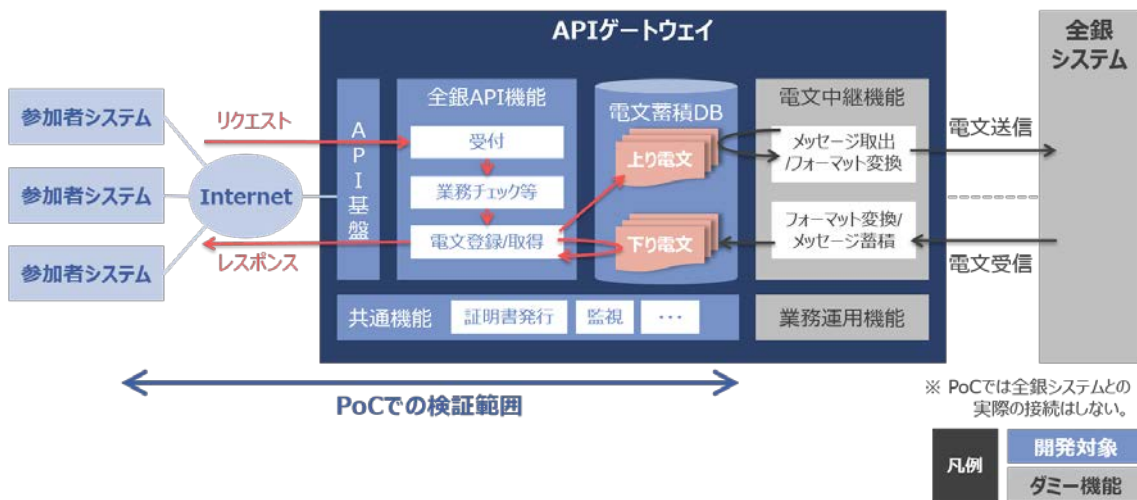 APIゲートウェイ
全銀
システム
参加者システム
参加者システム
参加者システム
Internet
リクエスト
レスポンス
API基盤
全銀API機能
受付
業務チェック等
電文登録/取得
電文蓄積DB
上り電文
下り電文
電文中継機能
メッセージ取出
/フォーマット変換
フォーマット変換/
メッセージ蓄積
電文送信
電文受信
共通機能
証明書発行
監視
・・・
業務運用機能
PoCでの検証範囲
※ PoCでは全銀システムとの
実際の接続はしない。
凡例
開発対象
ダミー機能